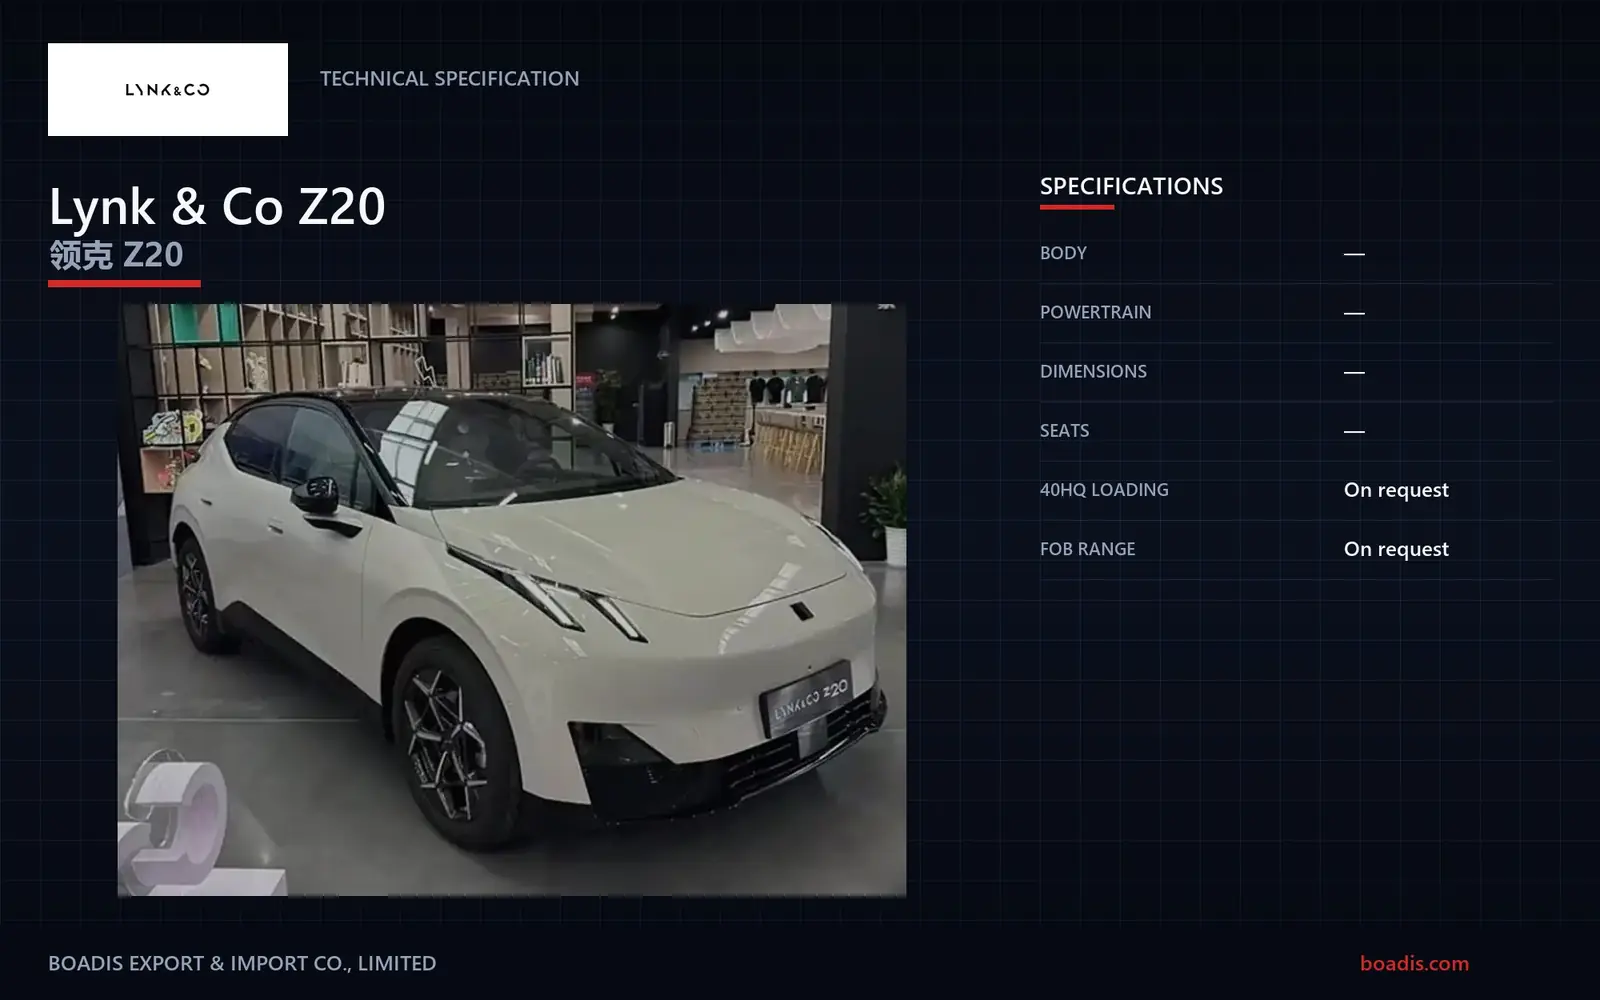 LYNK&CO
TECHNICAL SPECIFICATION
Lynk & Co Z20
领克 Z20
LYNK&CO Z20
SPECIFICATIONS
BODY —
POWERTRAIN —
DIMENSIONS —
SEATS —
40HQ LOADING On request
FOB RANGE On request
BOADIS EXPORT & IMPORT CO., LIMITED
boadis.com